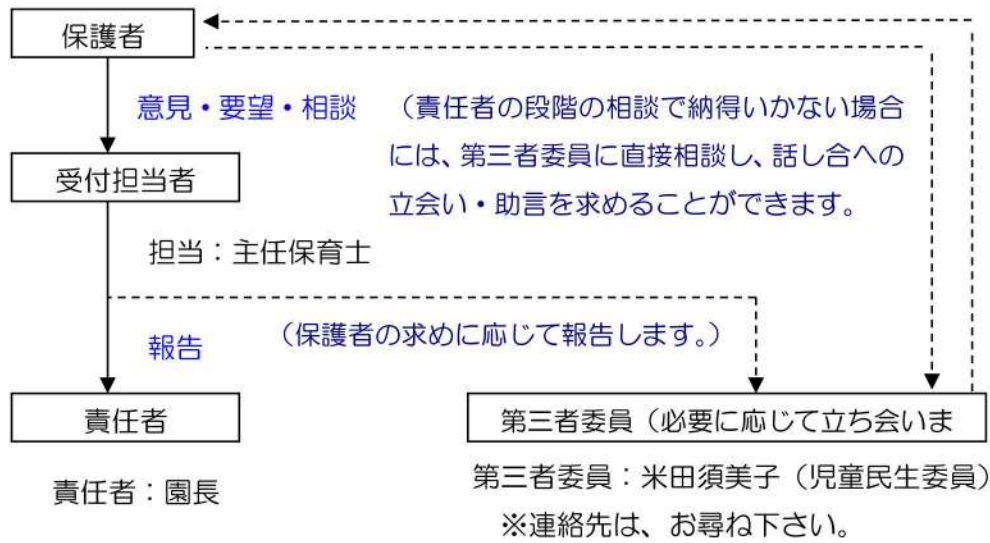 保護者
意見・要望・相談
（責任者の段階の相談で納得いかない場合
には、第三者委員に直接相談し、話し合への
立会い・助言を求めることができます。
受付担当者
担当：主任保育士
報告
（保護者の求めに応じて報告します。）
責任者
第三者委員（必要に応じて立ち会いま
責任者：園長
第三者委員：米田須美子（児童民生委員）
※連絡先は、お尋ね下さい。